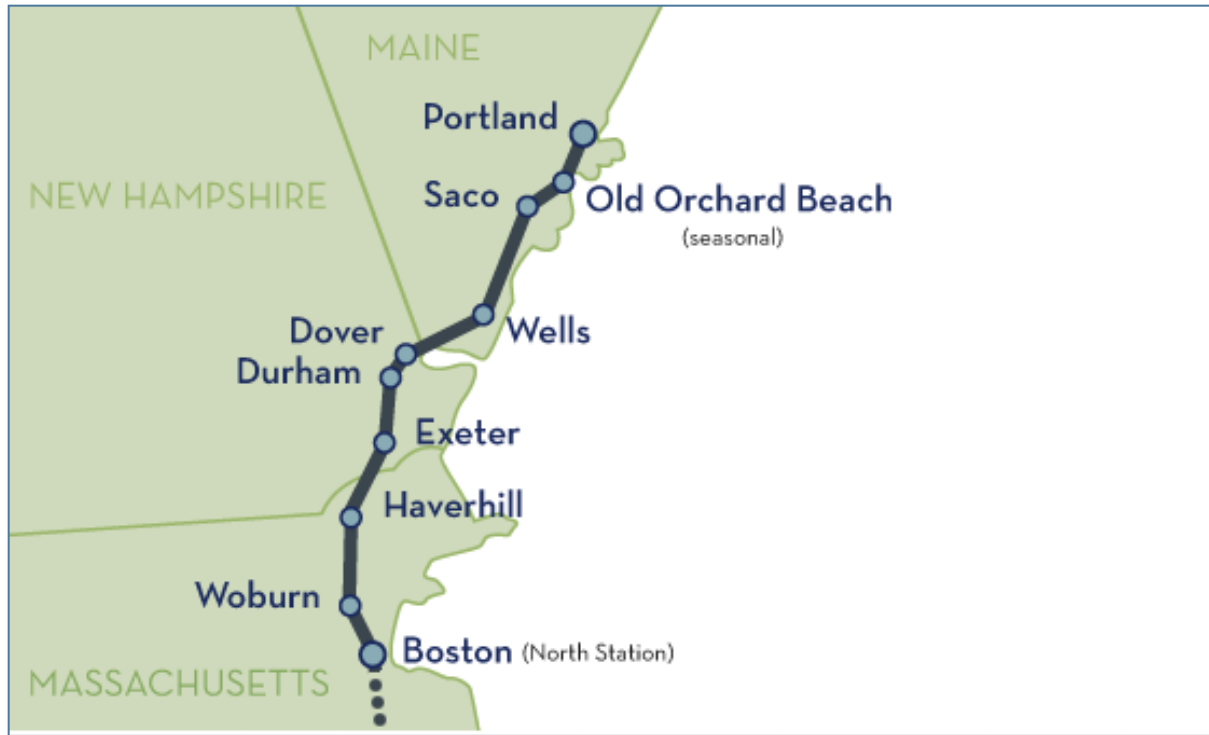 MAINE
Portland
NEW HAMPSHIRE
Saco
Old Orchard Beach
(seasonal)
Dover
Wells
Durham
Exeter
Haverhill
Woburn
Boston (North Station)
MASSACHUSETTS